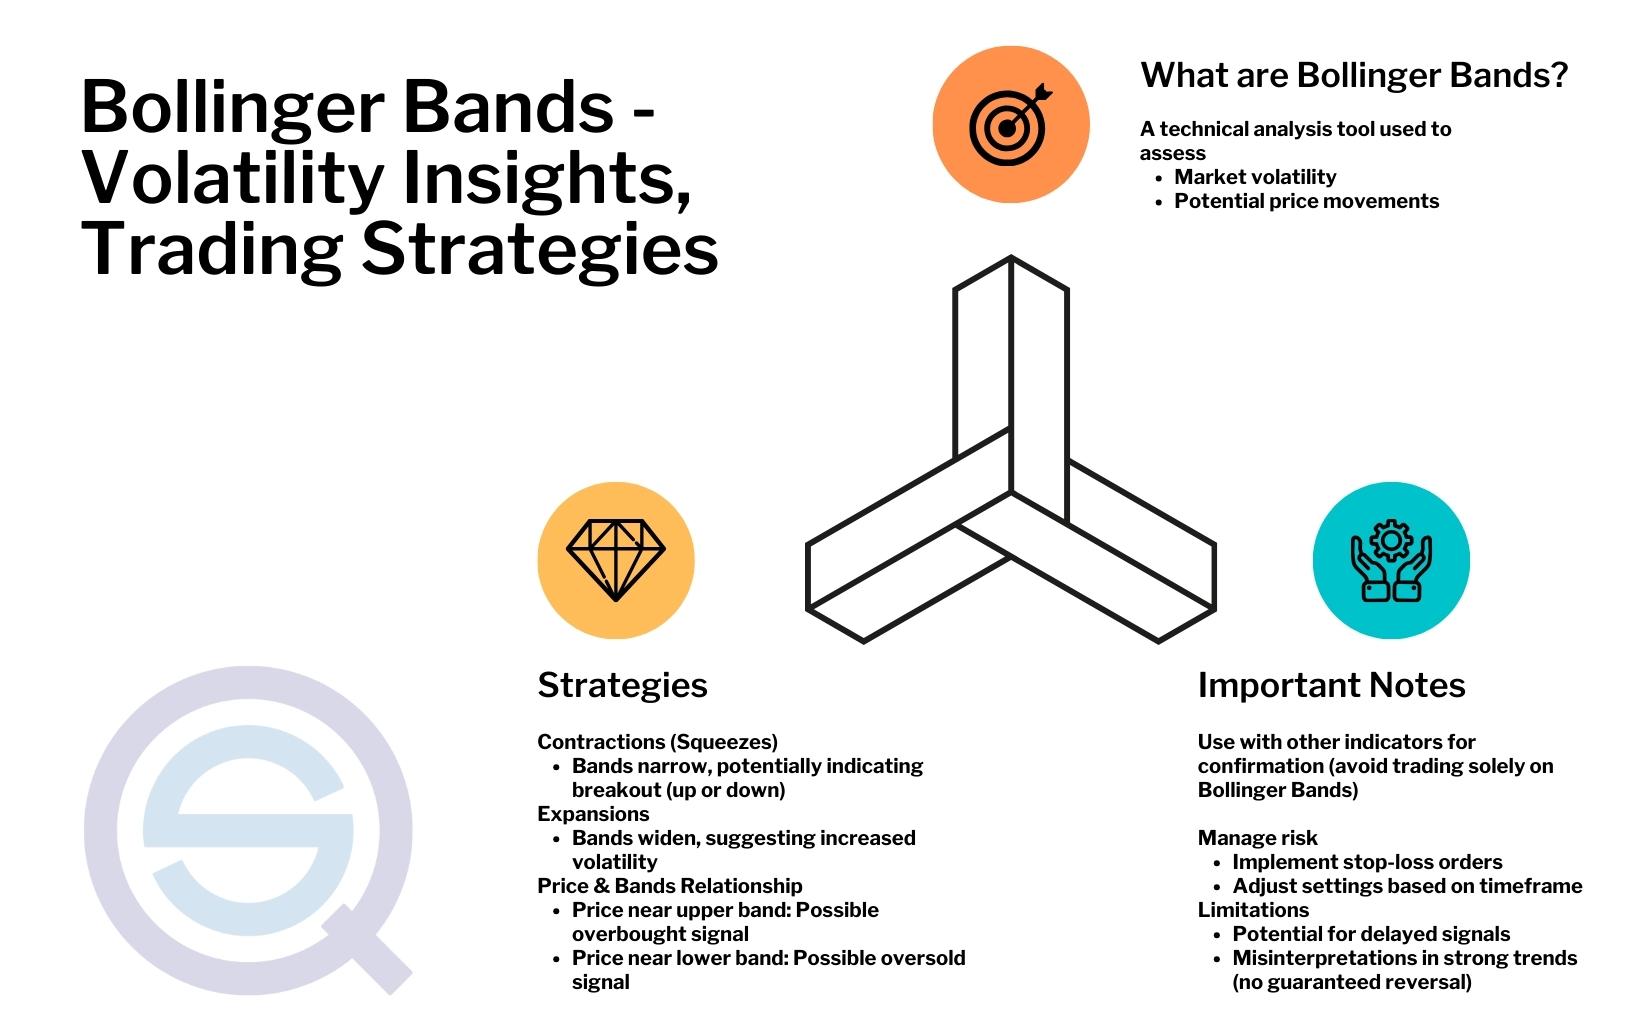 Bollinger Bands -
Volatility Insights,
Trading Strategies
What are Bollinger Bands?
A technical analysis tool used to
assess
• Market volatility
• Potential price movements
Strategies
Contractions (Squeezes)
• Bands narrow, potentially indicating
breakout (up or down)
Expansions
• Bands widen, suggesting increased
volatility
Price & Bands Relationship
• Price near upper band: Possible
overbought signal
• Price near lower band: Possible oversold
signal
Important Notes
Use with other indicators for
confirmation (avoid trading solely on
Bollinger Bands)
Manage risk
• Implement stop-loss orders
• Adjust settings based on timeframe
Limitations
• Potential for delayed signals
• Misinterpretations in strong trends
(no guaranteed reversal)